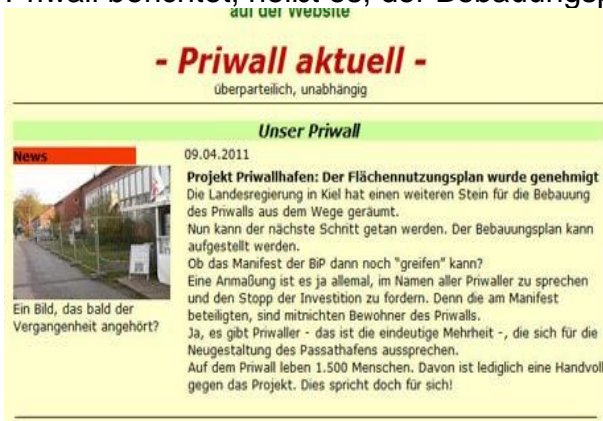 Priwall berichtet, heißt es, der Bebauungsp
auf der Website
- Priwall aktuell -
überparteilich, unabhängig
Unser Priwall
News
09.04.2011
Projekt Priwallhafen: Der Flächennutzungsplan wurde genehmigt
Die Landesregierung in Kiel hat einen weiteren Stein für die Bebauung
des Priwalls aus dem Wege geräumt.
Nun kann der nächste Schritt getan werden. Der Bebauungsplan kann
aufgestellt werden.
Ob das Manifest der BiP dann noch "greifen" kann?
Eine Anmaßung ist es ja allemal, im Namen aller Priwaller zu sprechen
und den Stopp der Investition zu fordern. Denn die am Manifest
beteiligten, sind mitnichten Bewohner des Priwalls.
Ja, es gibt Priwaller - das ist die eindeutige Mehrheit -, die sich für die
Neugestaltung des Passathafens aussprechen.
Auf dem Priwall leben 1.500 Menschen. Davon ist lediglich eine Handvoll
gegen das Projekt. Dies spricht doch für sich!
Ein Bild, das bald der
Vergangenheit angehört?